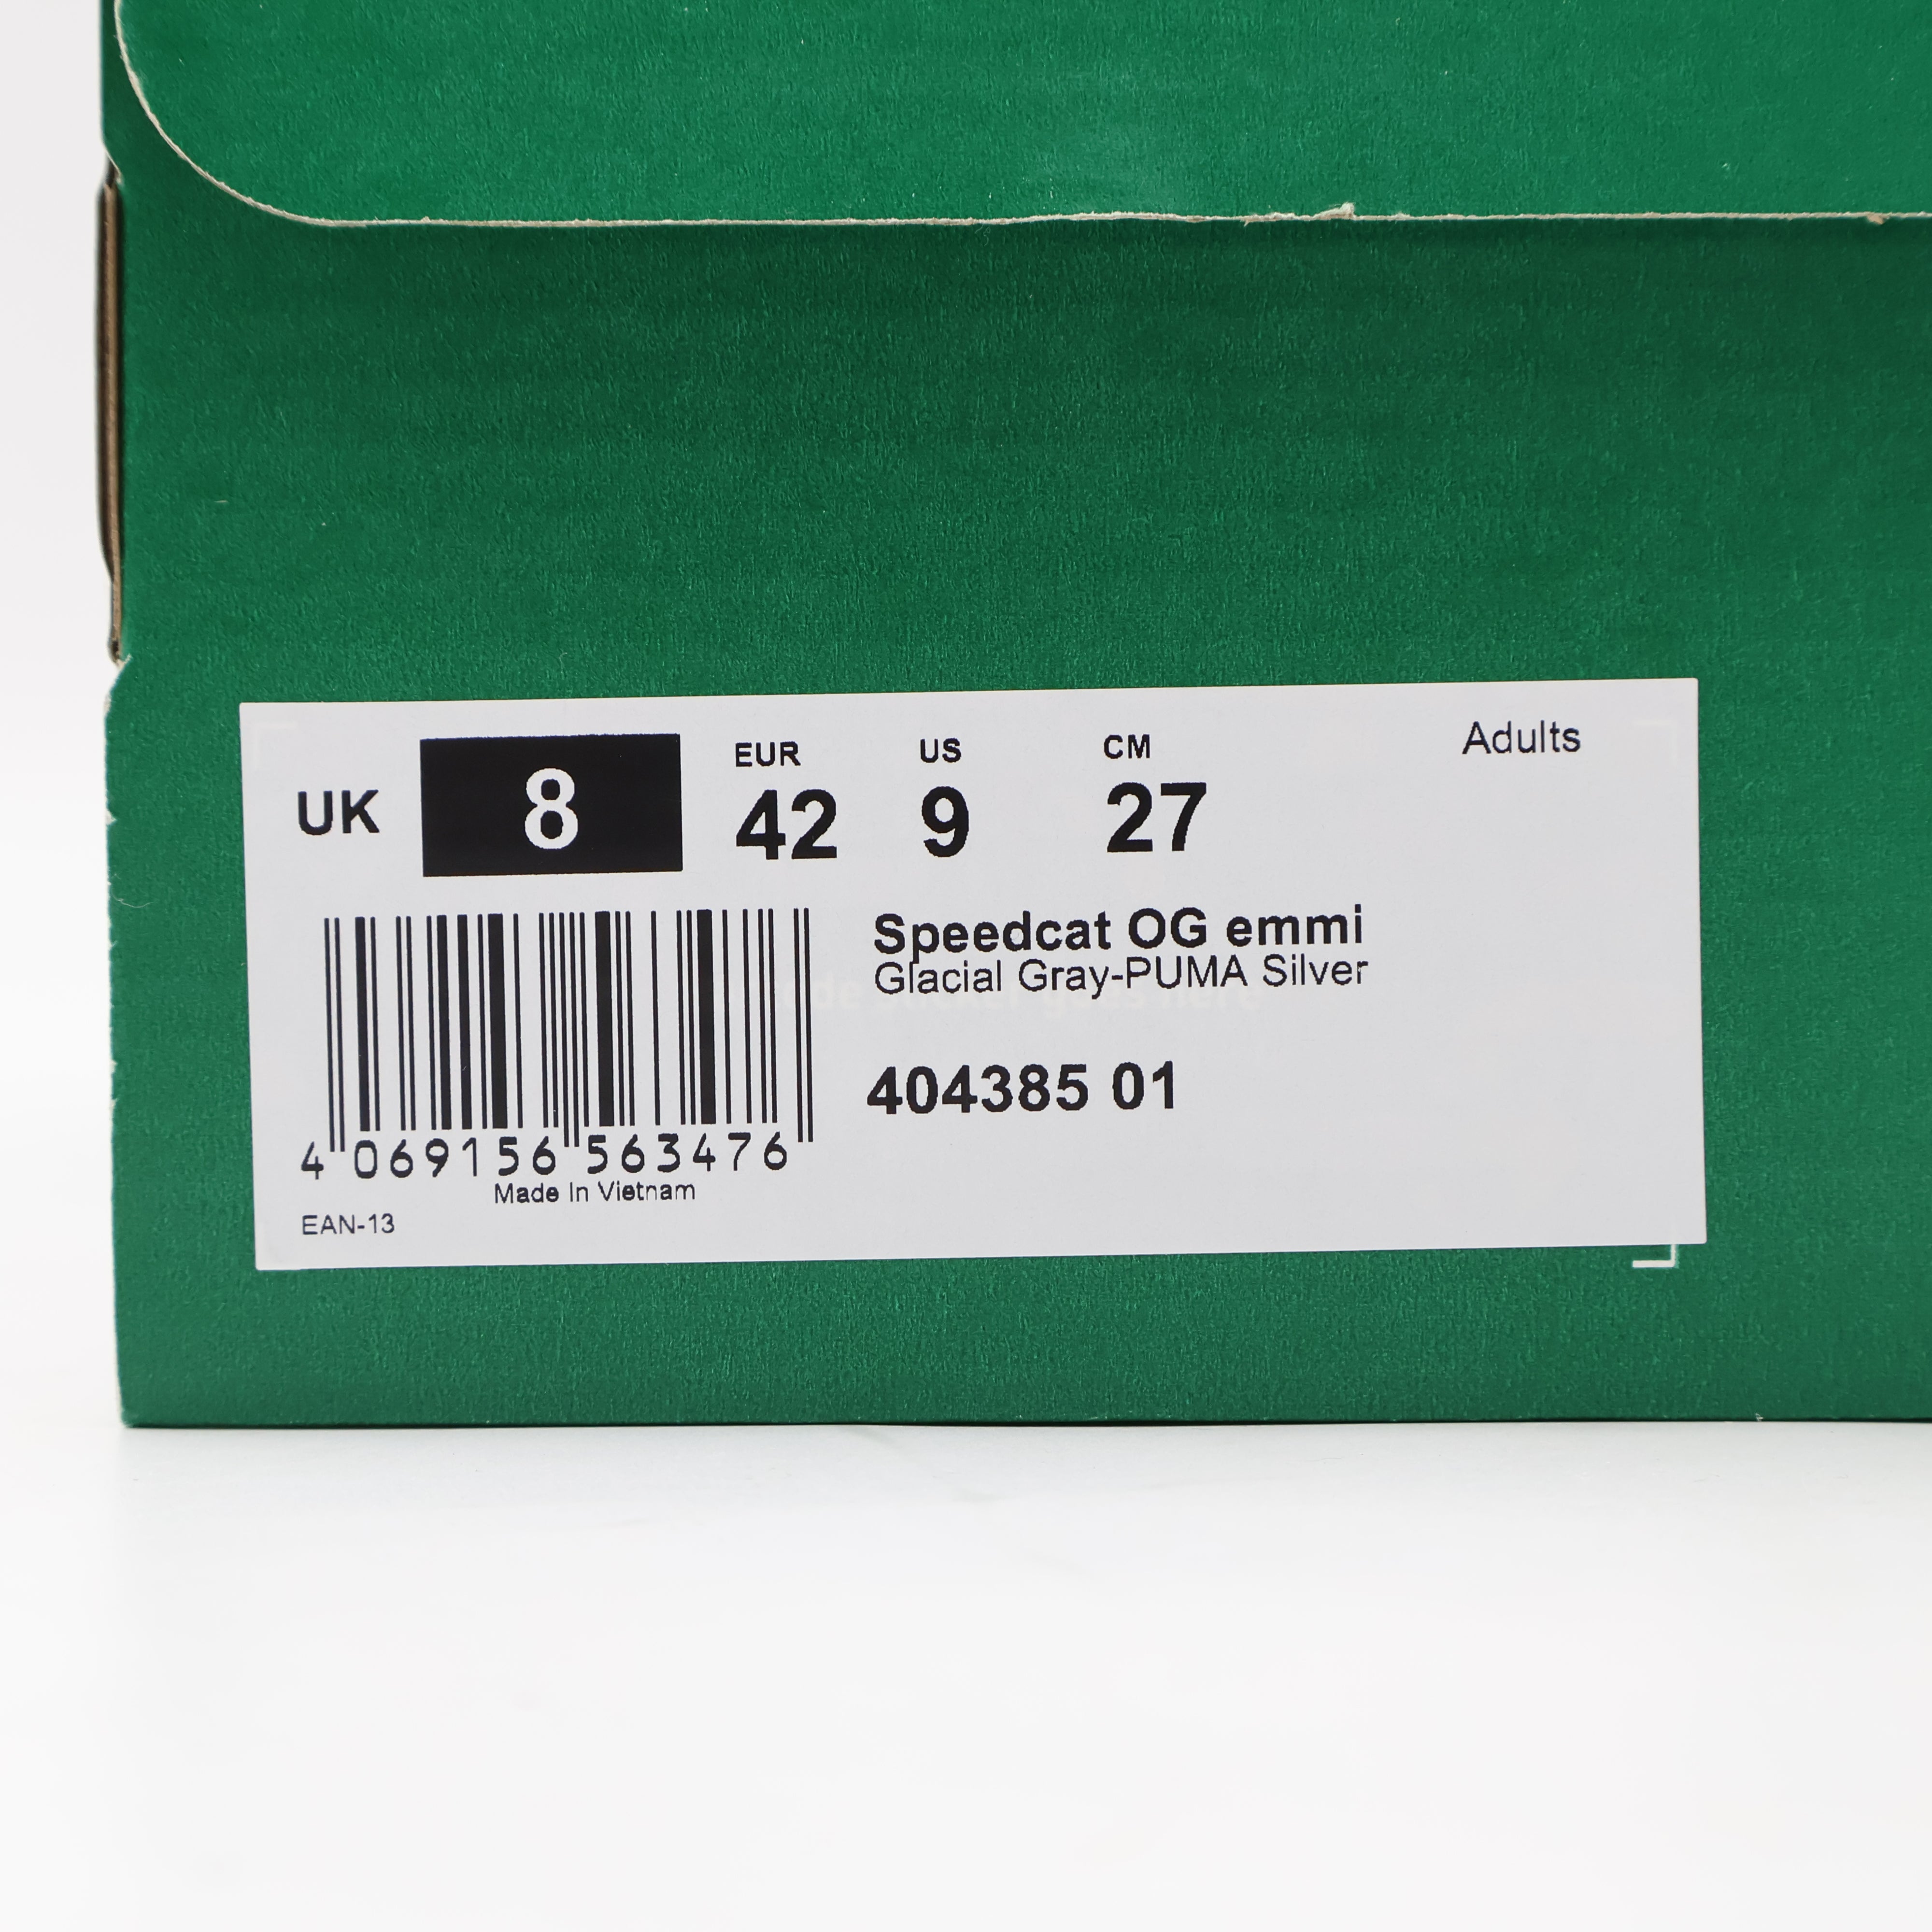 Adults
UK 8
EUR 42
US 9
CM 27
Speedcat OG emmi
Glacial Gray-PUMA Silver
404385 01
4 069156 563476
Made In Vietnam
EAN-13